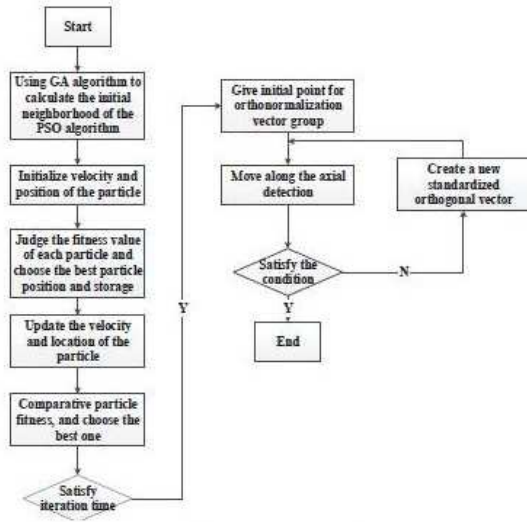 Start
Using GA algorithm to
calculate the initial
neighborhood of the
PSO algorithm
Initialize velocity and
position of the particle
Judge the fitness value
of each particle and
choose the best particle
position and storage
Update the velocity
and location of the
particle
Comparative particle
fitness, and choose the
best one
Satisfy
iteration time
Y
Give initial point for
orthonormalization
vector group
Move along the axial
detection
Satisfy the
condition
N
Create a new
standardized
orthogonal vector
Y
End